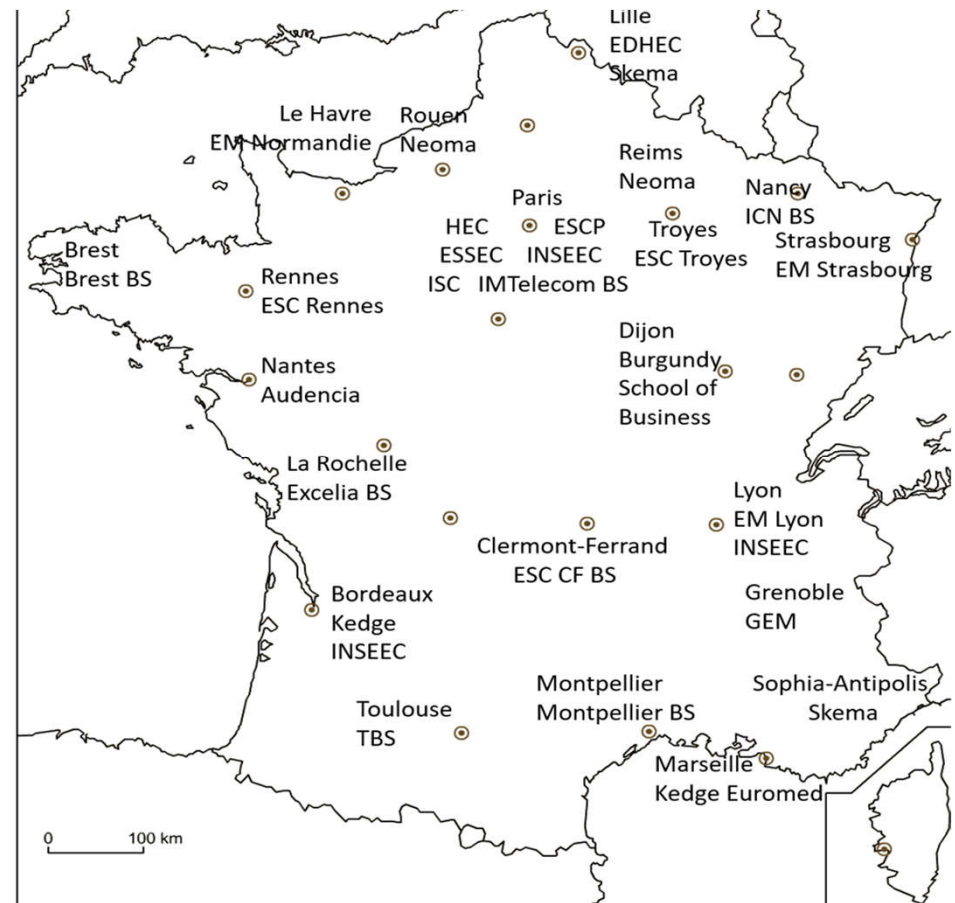 Lille
EDHEC
Skema
Le Havre
EM Normandie
Rouen
Neoma
Reims
Neoma
Nancy
ICN BS
Paris
HEC ESCP
ESSEC INSEEC
ISC IMTelecom BS
Troyes
ESC Troyes
Strasbourg
EM Strasbourg
Brest
Brest BS
Rennes
ESC Rennes
Nantes
Audencia
Dijon
Burgundy
School of
Business
La Rochelle
Excelia BS
Lyon
EM Lyon
INSEEC
Clermont-Ferrand
ESC CF BS
Bordeaux
Kedge
INSEEC
Grenoble
GEM
Toulouse
TBS
Montpellier
Montpellier BS
Sophia-Antipolis
Skema
Marseille
Kedge Euromed
0 100 km